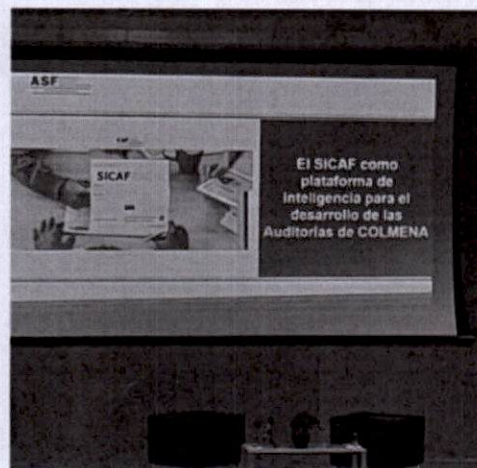 ASF
SICAF
El SICAF como
plataforma de
Inteligencia para el
desarrollo de las
Auditorías de COLMENA